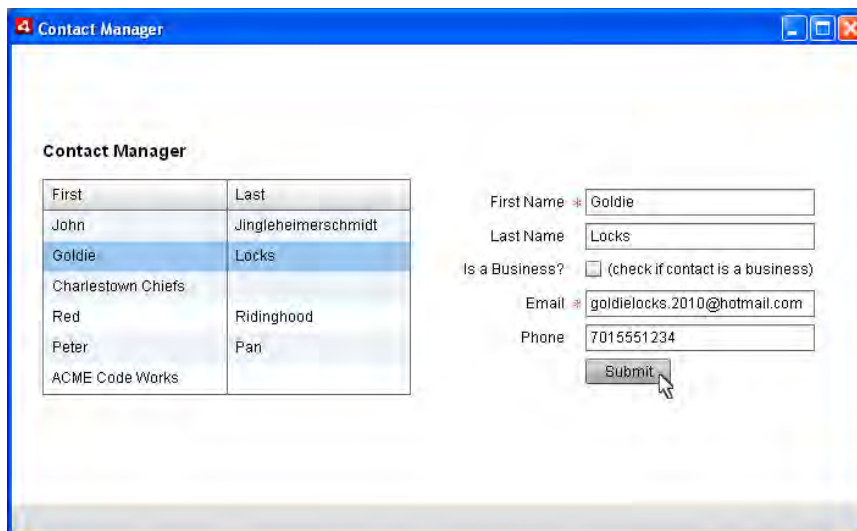 Contact Manager
Contact Manager
First Last
John Jingleheimerschmidt
Goldie Locks
Charlestown Chiefs
Red Ridinghood
Peter Pan
ACME Code Works
First Name * Goldie
Last Name Locks
Is a Business? (check if contact is a business)
Email * goldielocks.2010@hotmail.com
Phone 7015551234
Submit